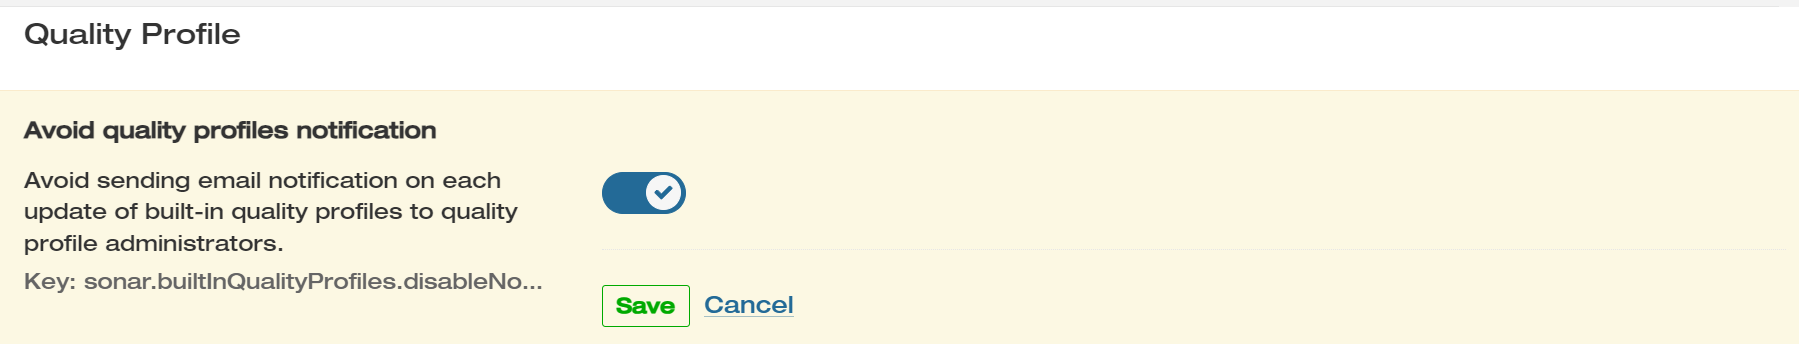 Quality Profile
Avoid quality profiles notification
Avoid sending email notification on each
update of built-in quality profiles to quality
profile administrators.
Key: sonar.builtInQualityProfiles.disableNo...
Save Cancel